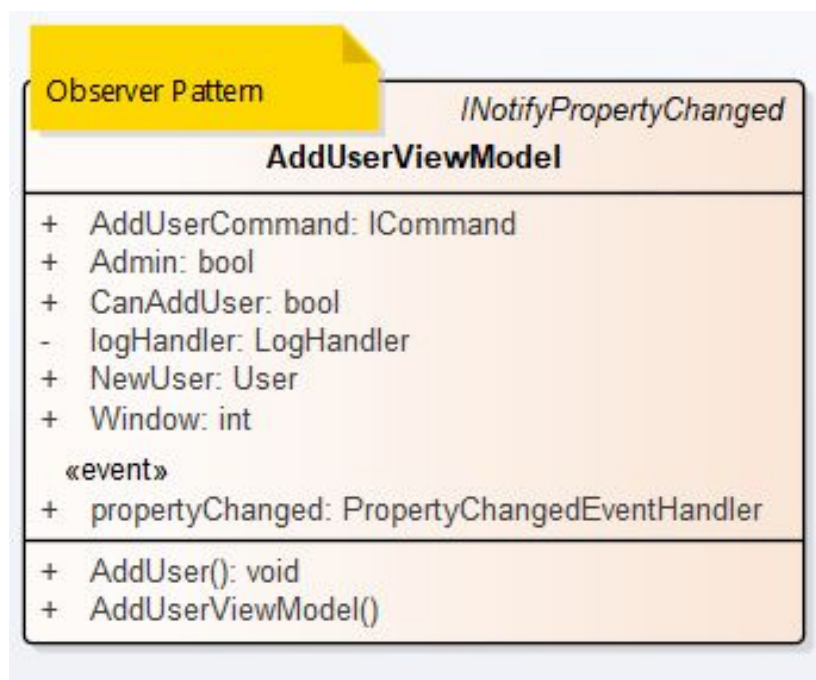 Observer Pattern
INotifyPropertyChanged
AddUserViewModel
+ AddUserCommand: ICommand
+ Admin: bool
+ CanAddUser: bool
- logHandler: LogHandler
+ NewUser: User
+ Window: int
«event»
+ propertyChanged: PropertyChangedEventHandler
+ AddUser(): void
+ AddUserViewModel()